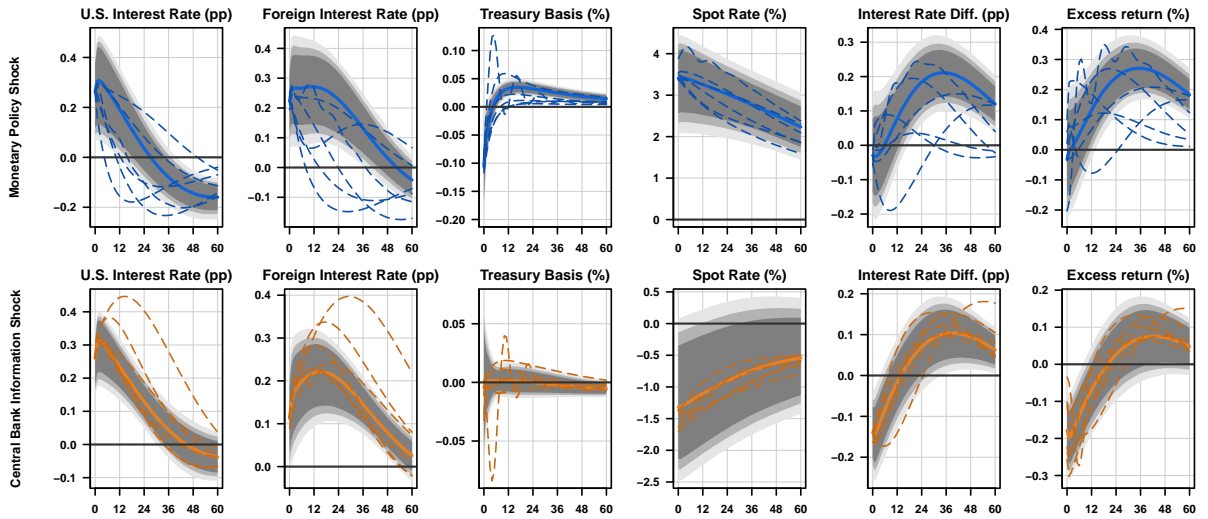 U.S. Interest Rate (pp) Foreign Interest Rate (pp) Treasury Basis (%) Spot Rate (%) Interest Rate Diff. (pp) Excess return (%)
Monetary Policy Shock
0.4 0.2 0.0 −0.2
0.4 0.3 0.2 0.1 0.0 −0.1
0.10 0.05 0.00 −0.05 −0.10 −0.15 −0.20
4 3 2 0
0.3 0.2 0.1 0.0 −0.1 −0.2
0.4 0.3 0.2 0.1 0.0 −0.1 −0.2
0 12 24 36 48 60 0 12 24 36 48 60 0 12 24 36 48 60 0 12 24 36 48 60 0 12 24 36 48 60 0 12 24 36 48 60
U.S. Interest Rate (pp) Foreign Interest Rate (pp) Treasury Basis (%) Spot Rate (%) Interest Rate Diff. (pp) Excess return (%)
Central Bank Information Shock
0.4 0.3 0.2 0.1 0.0 −0.1
0.4 0.3 0.2 0.1 0.0
0.05 0.00 −0.05
0.5 0.0 −0.5 −1.0 −1.5 −2.0 −2.5
0.2 0.1 0.0 −0.1 −0.2
0.2 0.1 0.0 −0.1 −0.2 −0.3
0 12 24 36 48 60 0 12 24 36 48 60 0 12 24 36 48 60 0 12 24 36 48 60 0 12 24 36 48 60 0 12 24 36 48 60